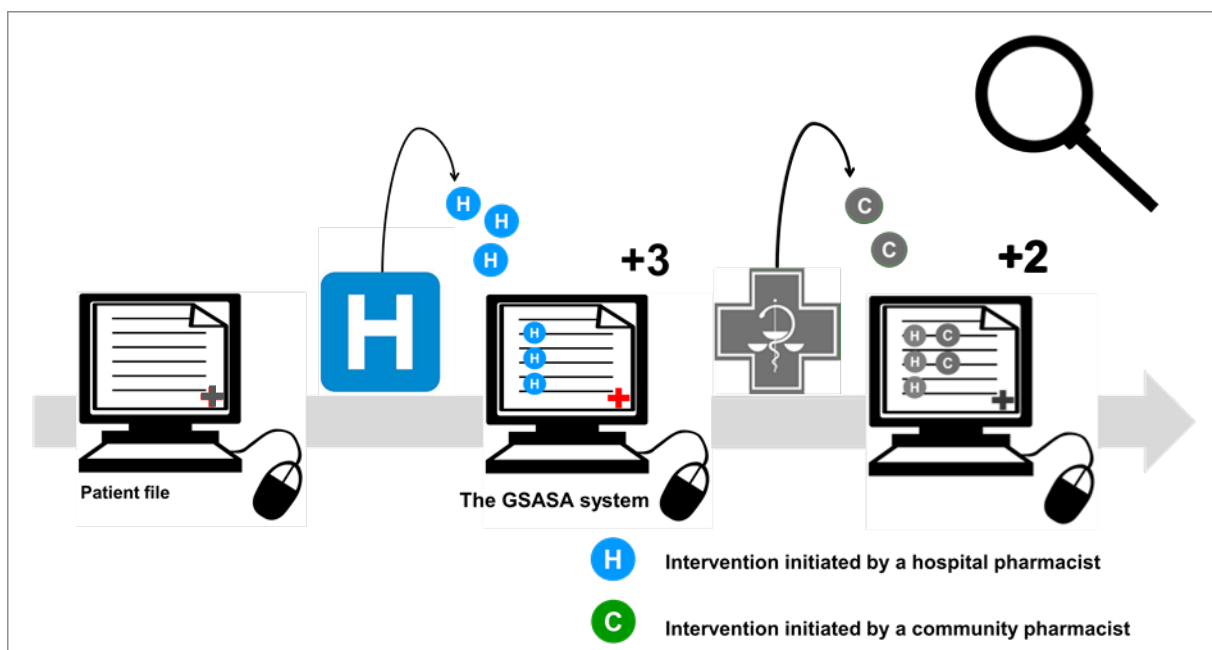 H
H
H
C
C
+3
+2
H
H
H
H
H
C
H
C
H
Patient file
The GSASA system
H Intervention initiated by a hospital pharmacist
C Intervention initiated by a community pharmacist